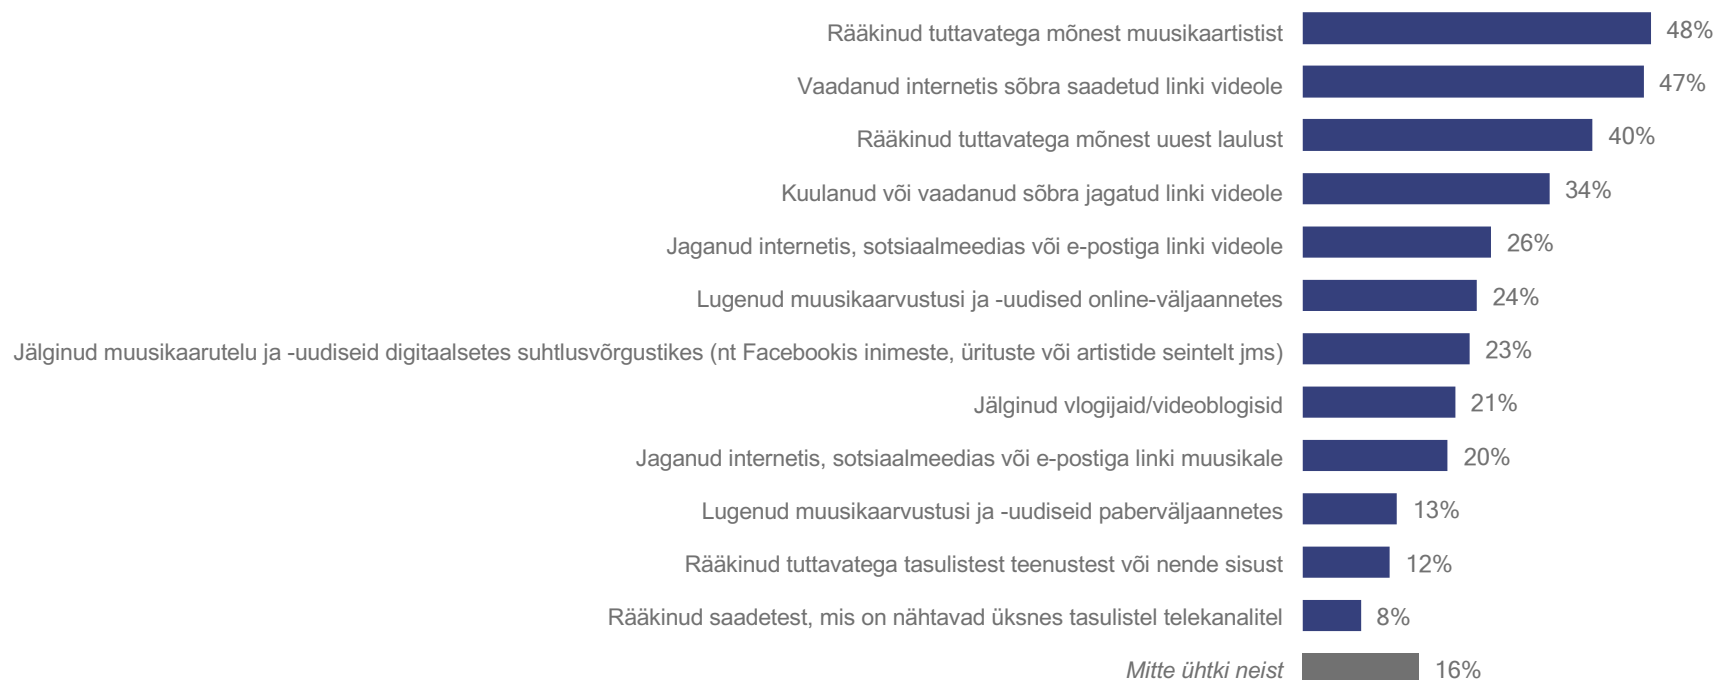 Rääkinud tuttavatega mõnest muusikaartistist 48%
Vaadanud internetis sõbra saadetud linki videole 47%
Rääkinud tuttavatega mõnest uuest laulust 40%
Kuulanud või vaadanud sõbra jagatud linki videole 34%
Jaganud internetis, sotsiaalmeedias või e-postiga linki videole 26%
Lugenud muusikaarvustusi ja -uudised online-väljaannetes 24%
Jälginud muusikaarutelu ja -uudiseid digitaalsetes suhtlusvõrgustikes (nt Facebookis inimeste, ürituste või artistide seintelt jms) 23%
Jälginud vlogijaid/videoblogisid 21%
Jaganud internetis, sotsiaalmeedias või e-postiga linki muusikale 20%
Lugenud muusikaarvustusi ja -uudiseid paberväljaannetes 13%
Rääkinud tuttavatega tasulistest teenustest või nende sisust 12%
Rääkinud saadetest, mis on nähtavad üksnes tasulistel telekanalitel 8%
Mitte ühtki neist 16%